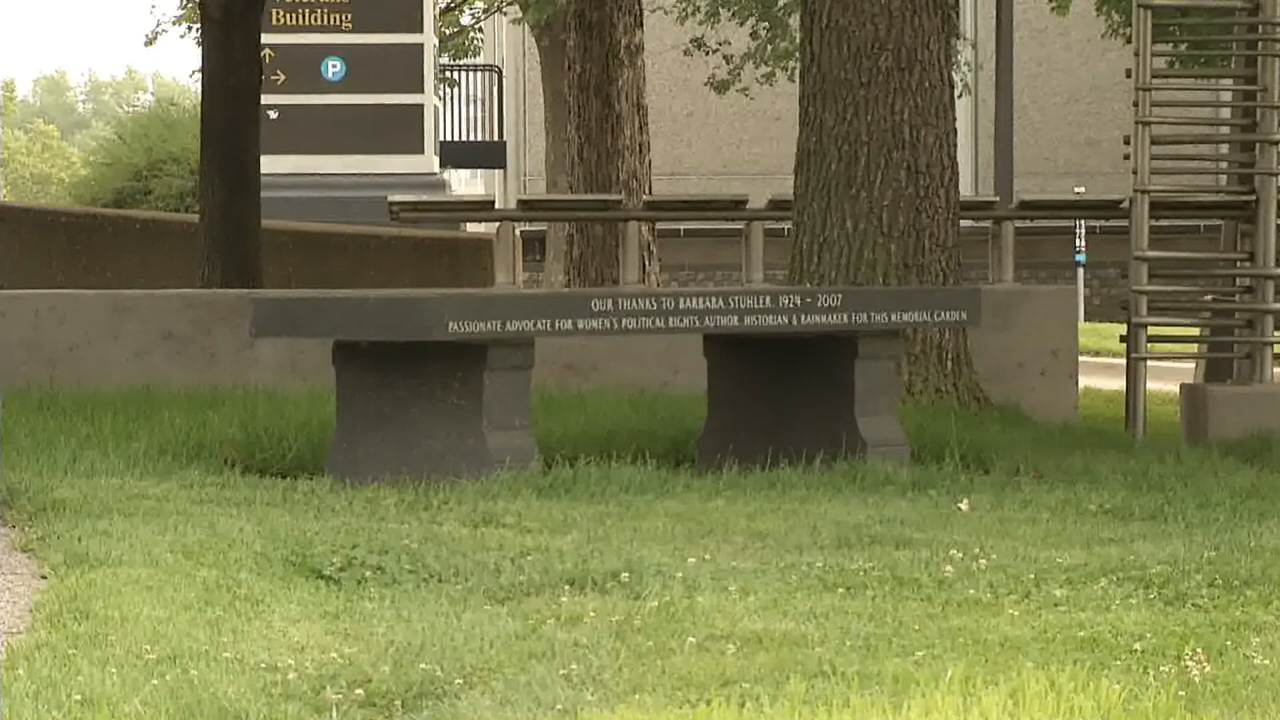 Veterans
Building
P
OUR THANKS TO BARBARA STUHLER, 1924 - 2007
PASSIONATE ADVOCATE FOR WOMEN'S POLITICAL RIGHTS, AUTHOR, HISTORIAN & RAINMAKER FOR THIS MEMORIAL GARDEN